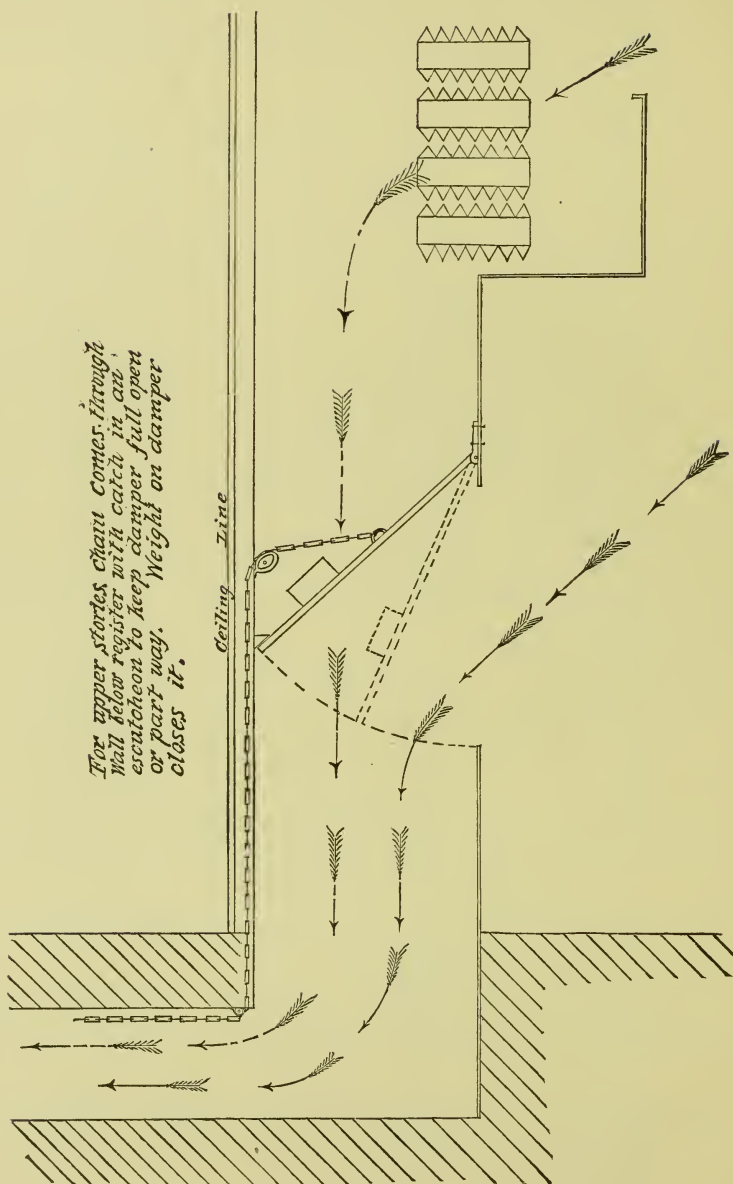 For upper stories chain comes through
Wall below register with catch in an
escutcheon to keep damper full open
or part way. Weight on damper
closes it.
Ceiling Line